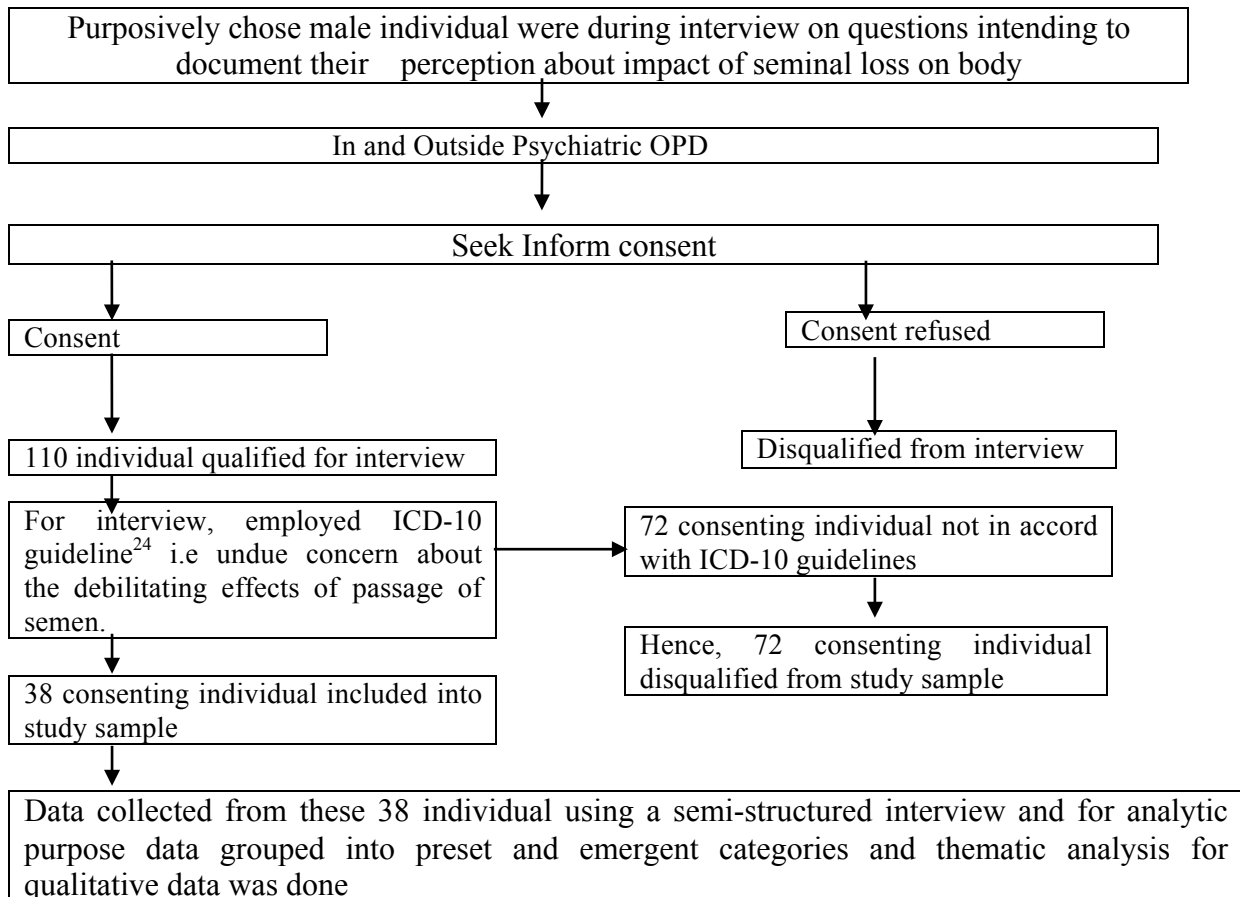 Purposively chose male individual were during interview on questions intending to
document their perception about impact of seminal loss on body
In and Outside Psychiatric OPD
Seek Inform consent
Consent
Consent refused
110 individual qualified for interview
Disqualified from interview
For interview, employed ICD-10
guideline24 i.e undue concern about
the debilitating effects of passage of
semen.
72 consenting individual not in accord
with ICD-10 guidelines
Hence, 72 consenting individual
disqualified from study sample
38 consenting individual included into
study sample
Data collected from these 38 individual using a semi-structured interview and for analytic
purpose data grouped into preset and emergent categories and thematic analysis for
qualitative data was done